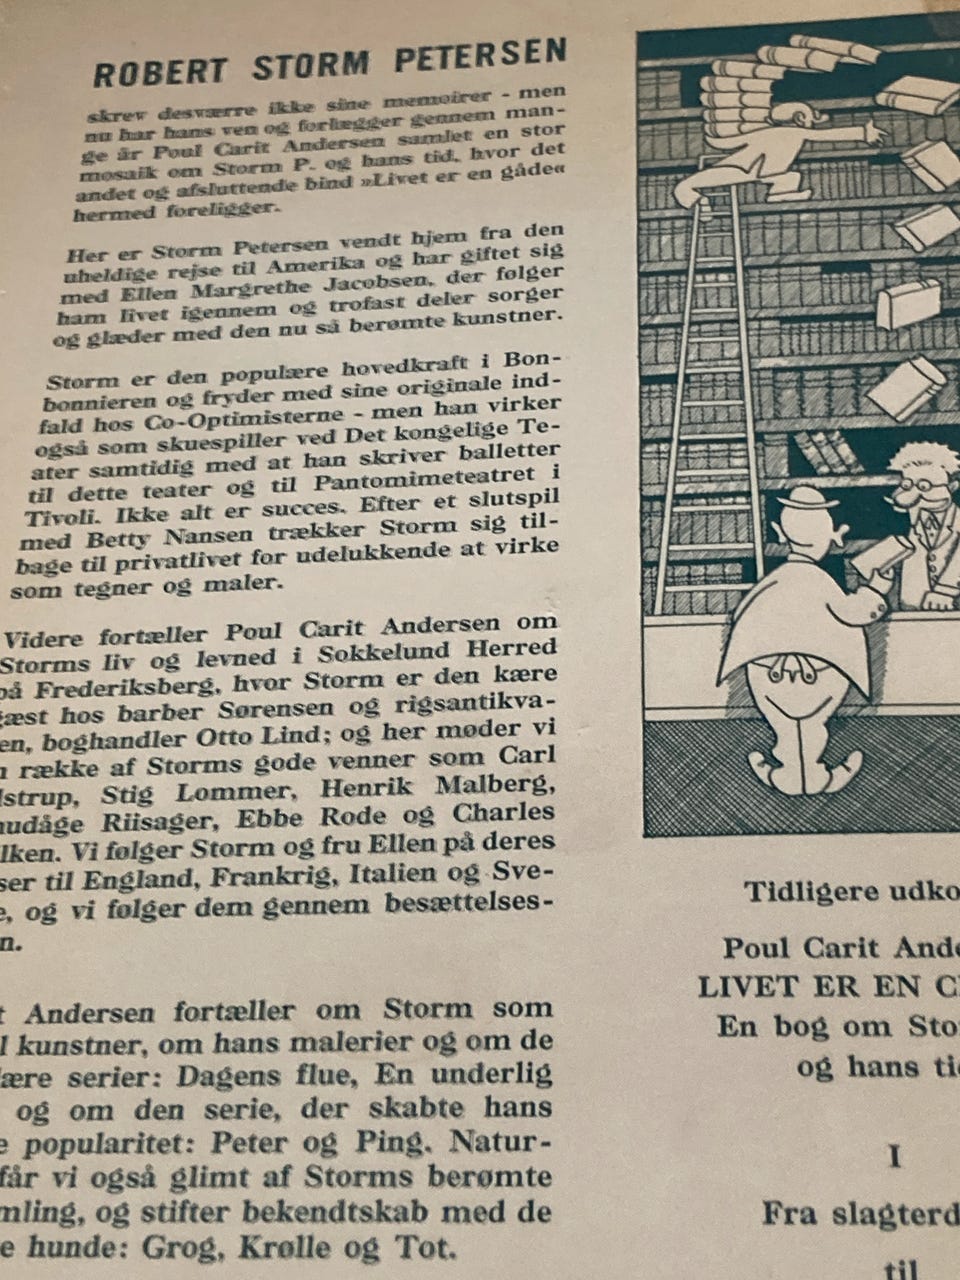 ROBERT STORM PETERSEN
skrev desværre ikke sine memoirer - men
nu har hans ven og forlægger gennem man-
ge år Poul Carit Andersen samlet en stor
mosaik om Storm P. og hans tid, hvor det
andet og afsluttende bind »Livet er en gåde«
hermed foreligger.
Her er Storm Petersen vendt hjem fra den
uheldige rejse til Amerika og har giftet sig
med Ellen Margrethe Jacobsen, der følger
ham livet igennem og trofast deler sorger
og glæder med den nu så berømte kunstner.
Storm er den populære hovedkraft i Bon-
bonnieren og fryder med sine originale ind-
fald hos Co-Optimisterne - men han virker
også som skuespiller ved Det kongelige Te-
ater samtidig med at han skriver balletter
til dette teater og til Pantomimeteatret i
Tivoli. Ikke alt er succes. Efter et slutspil
med Betty Nansen trækker Storm sig til-
bage til privatlivet for udelukkende at virke
som tegner og maler.
Videre fortæller Poul Carit Andersen om
Storms liv og levned i Sokkelund Herred
på Frederiksberg, hvor Storm er den kære
gæst hos barber Sørensen og rigsantikva-
en, boghandler Otto Lind; og her møder vi
række af Storms gode venner som Carl
lstrup, Stig Lommer, Henrik Malberg,
udåge Riisager, Ebbe Rode og Charles
lken. Vi følger Storm og fru Ellen på deres
ser til England, Frankrig, Italien og Sve-
e, og vi følger dem gennem besættelses-
n.
t Andersen fortæller om Storm som
l kunstner, om hans malerier og om de
ære serier: Dagens flue, En underlig
og om den serie, der skabte hans
e popularitet: Peter og Ping. Natur-
får vi også glimt af Storms berømte
mling, og stifter bekendtskab med de
e hunde: Grog, Krølle og Tot.
Tidligere udko
Poul Carit Ande
LIVET ER EN C
En bog om Sto
og hans ti
I
Fra slagterd
til